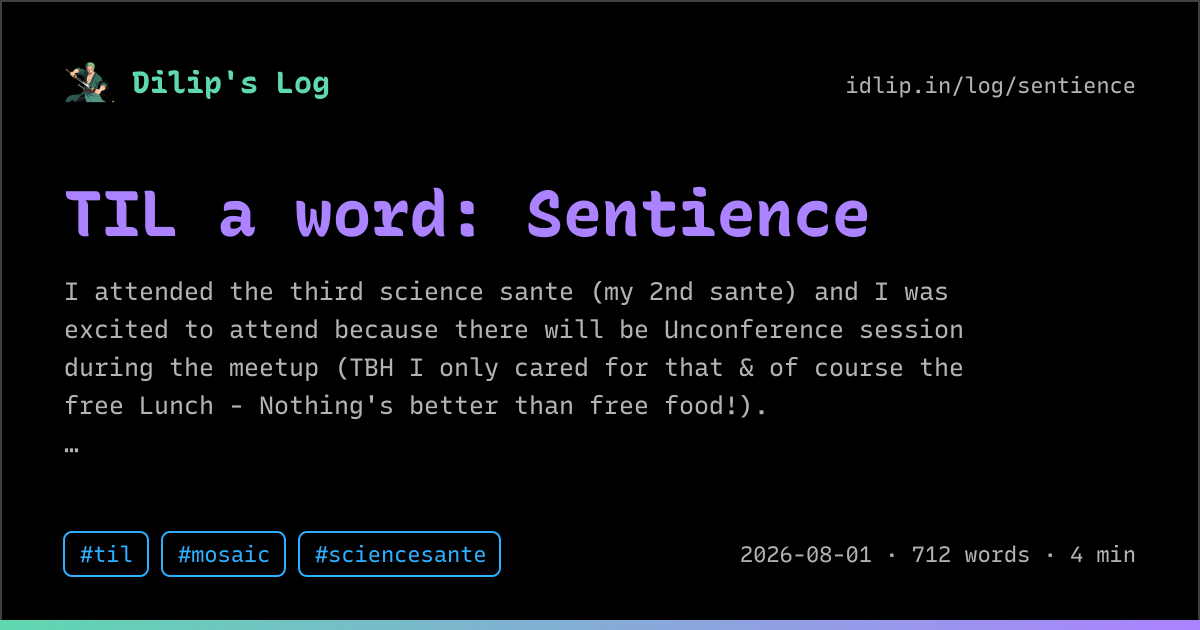 Dilip's Log
idlip.in/log/sentience
TIL a word: Sentience
I attended the third science sante (my 2nd sante) and I was
excited to attend because there will be Unconference session
during the meetup (TBH I only cared for that & of course the
free Lunch - Nothing's better than free food!).
…
#til #mosaic #sciencesante
2026-08-01 · 712 words · 4 min